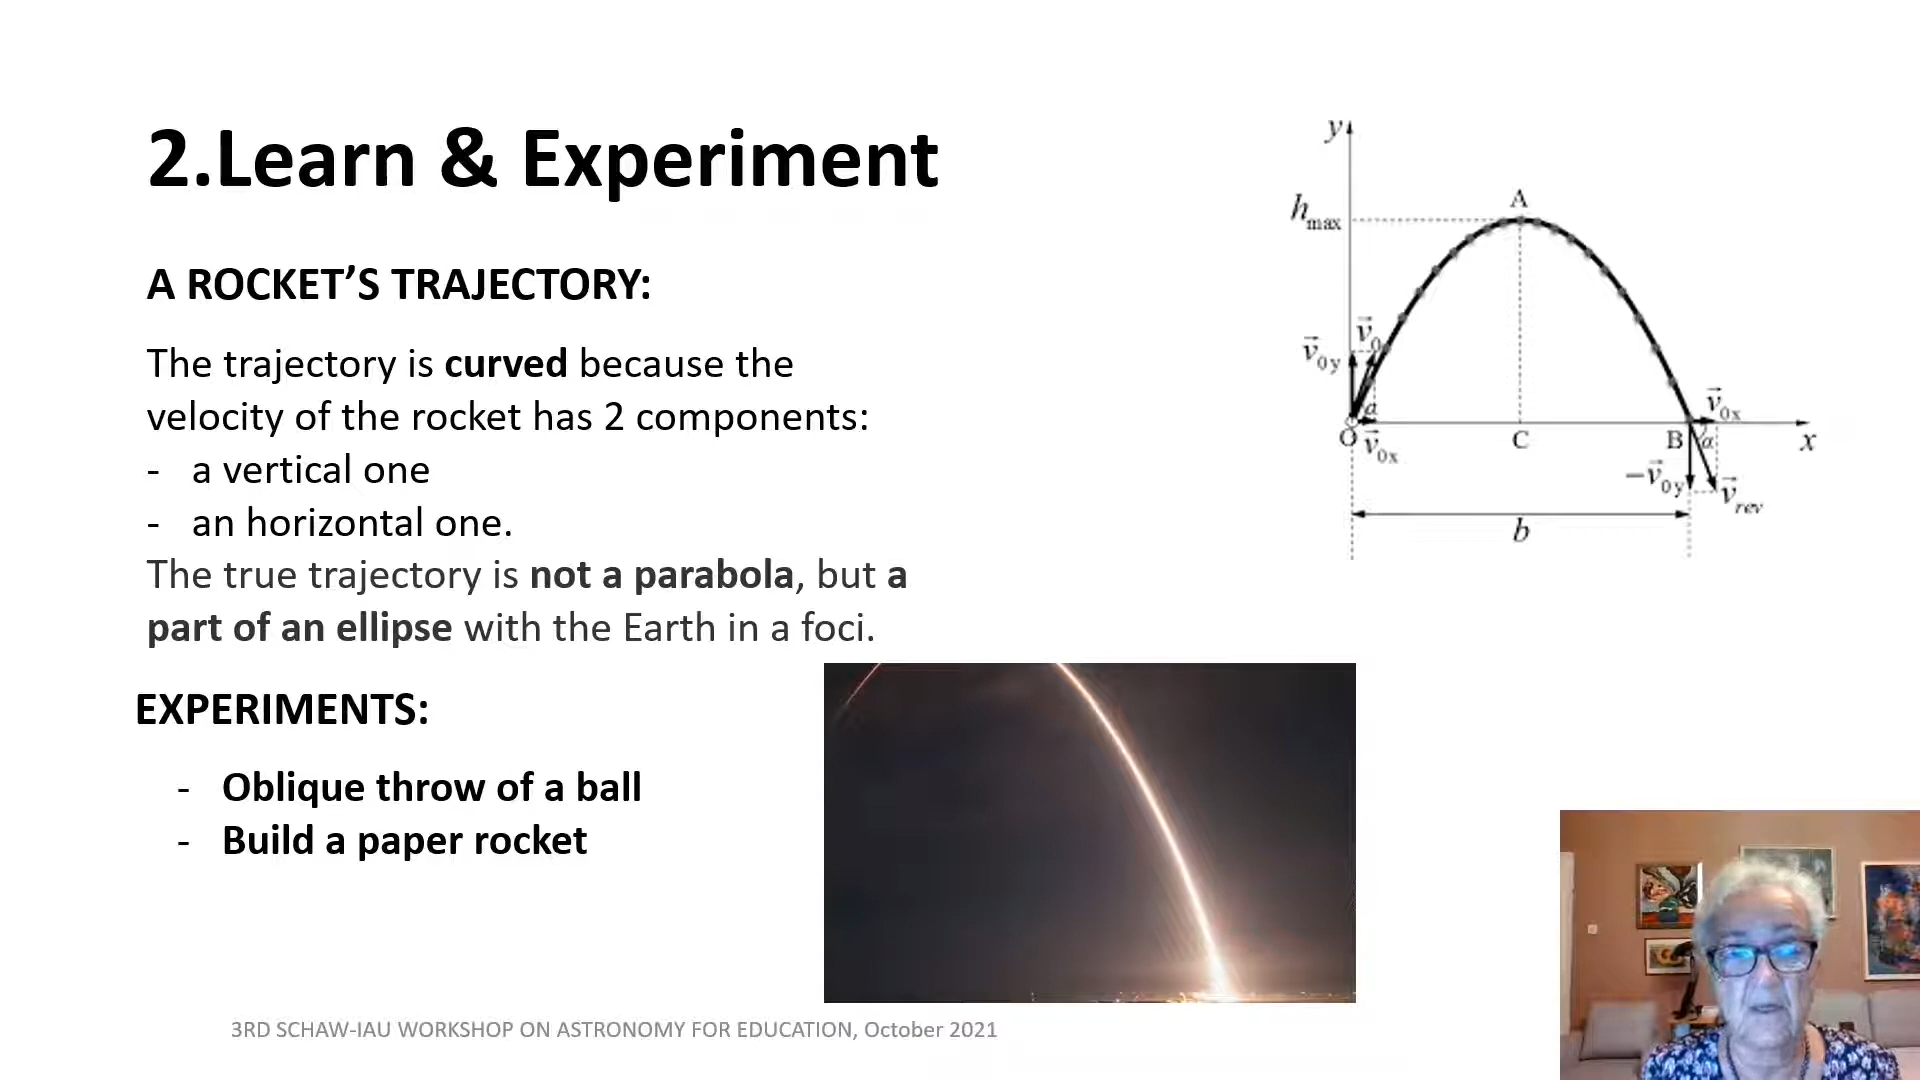 2.Learn & Experiment
A ROCKET’S TRAJECTORY:
The trajectory is curved because the
velocity of the rocket has 2 components:
- a vertical one
- an horizontal one.
The true trajectory is not a parabola, but a
part of an ellipse with the Earth in a foci.
EXPERIMENTS:
- Oblique throw of a ball
- Build a paper rocket
3RD SCHAW-IAU WORKSHOP ON ASTRONOMY FOR EDUCATION, October 2021
y
A
hmax
v⃗0
v⃗0y
α
v⃗0x
O
v⃗0x
C
B
α
x
−v⃗0y
v⃗rev
b